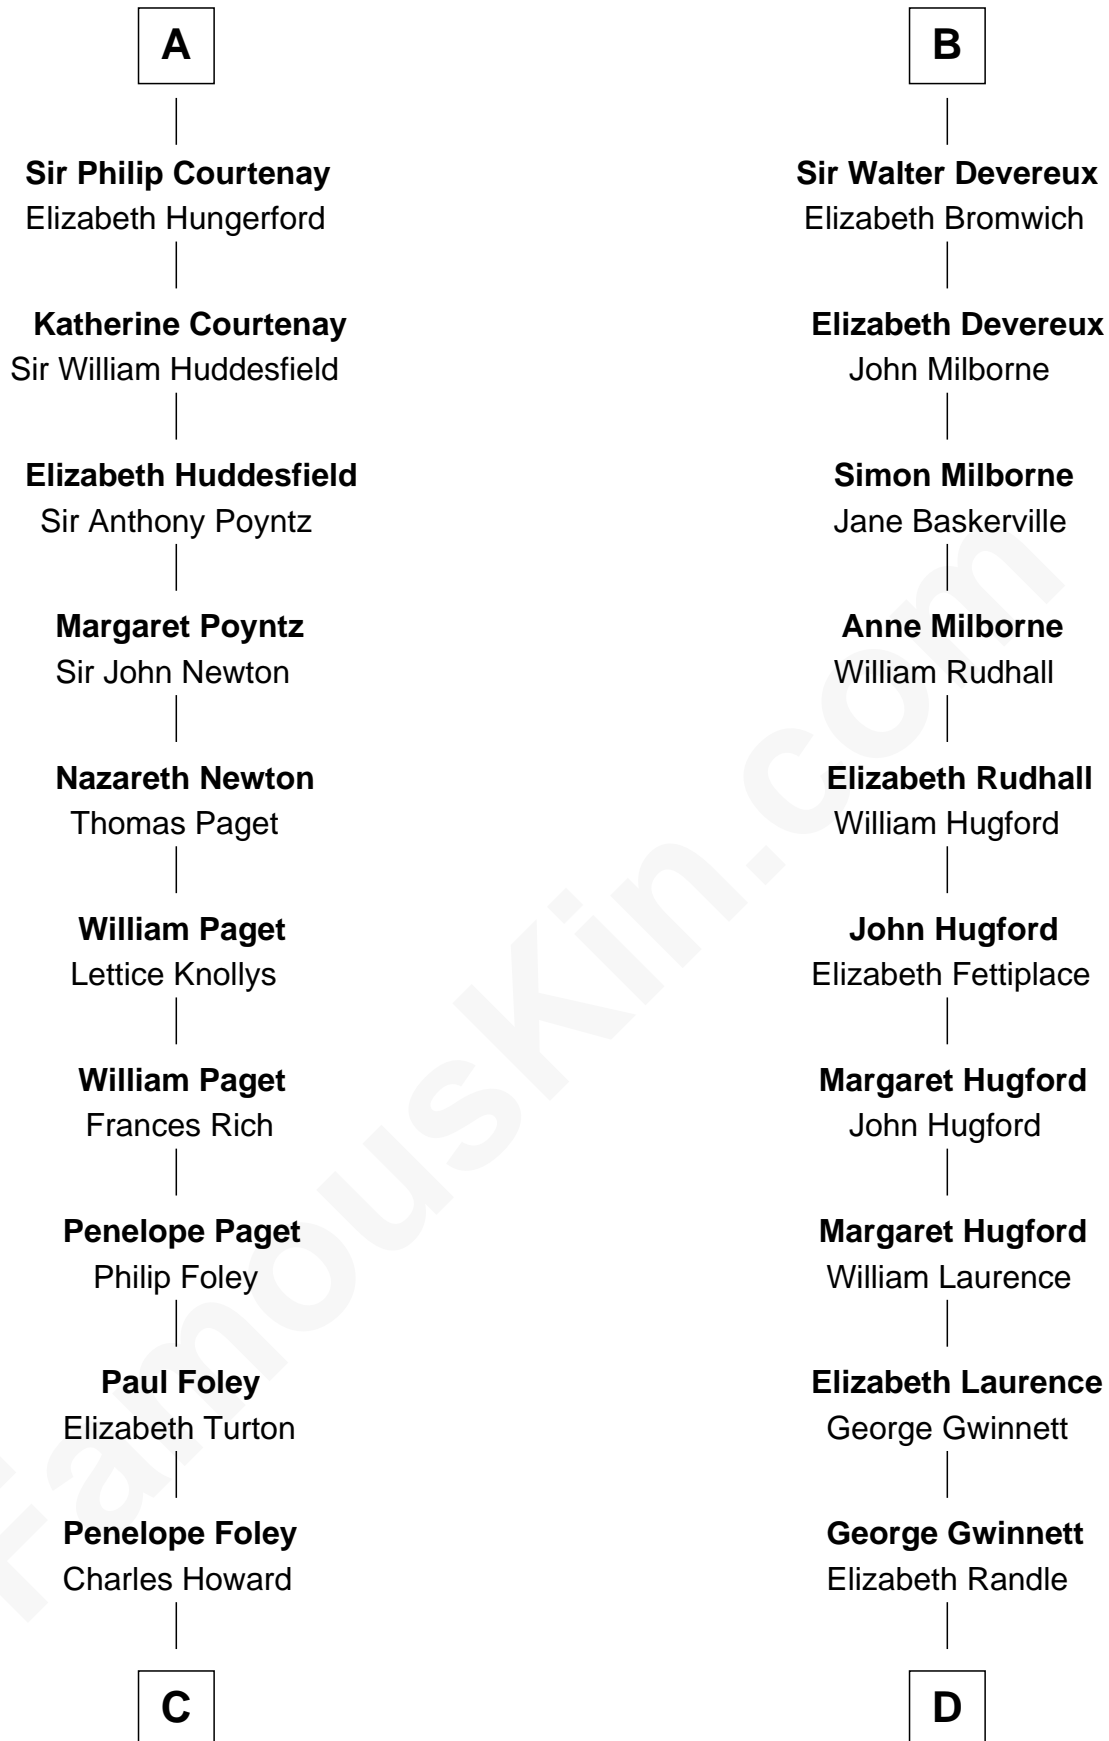 A
Sir Philip Courtenay
Elizabeth Hungerford
Katherine Courtenay
Sir William Huddesfield
Elizabeth Huddesfield
Sir Anthony Poyntz
Margaret Poyntz
Sir John Newton
Nazareth Newton
Thomas Paget
William Paget
Lettice Knollys
William Paget
Frances Rich
Penelope Paget
Philip Foley
Paul Foley
Elizabeth Turton
Penelope Foley
Charles Howard
C
B
Sir Walter Devereux
Elizabeth Bromwich
Elizabeth Devereux
John Milborne
Simon Milborne
Jane Baskerville
Anne Milborne
William Rudhall
Elizabeth Rudhall
William Hugford
John Hugford
Elizabeth Fettiplace
Margaret Hugford
John Hugford
Margaret Hugford
William Laurence
Elizabeth Laurence
George Gwinnett
George Gwinnett
Elizabeth Randle
D
FamousKin.com